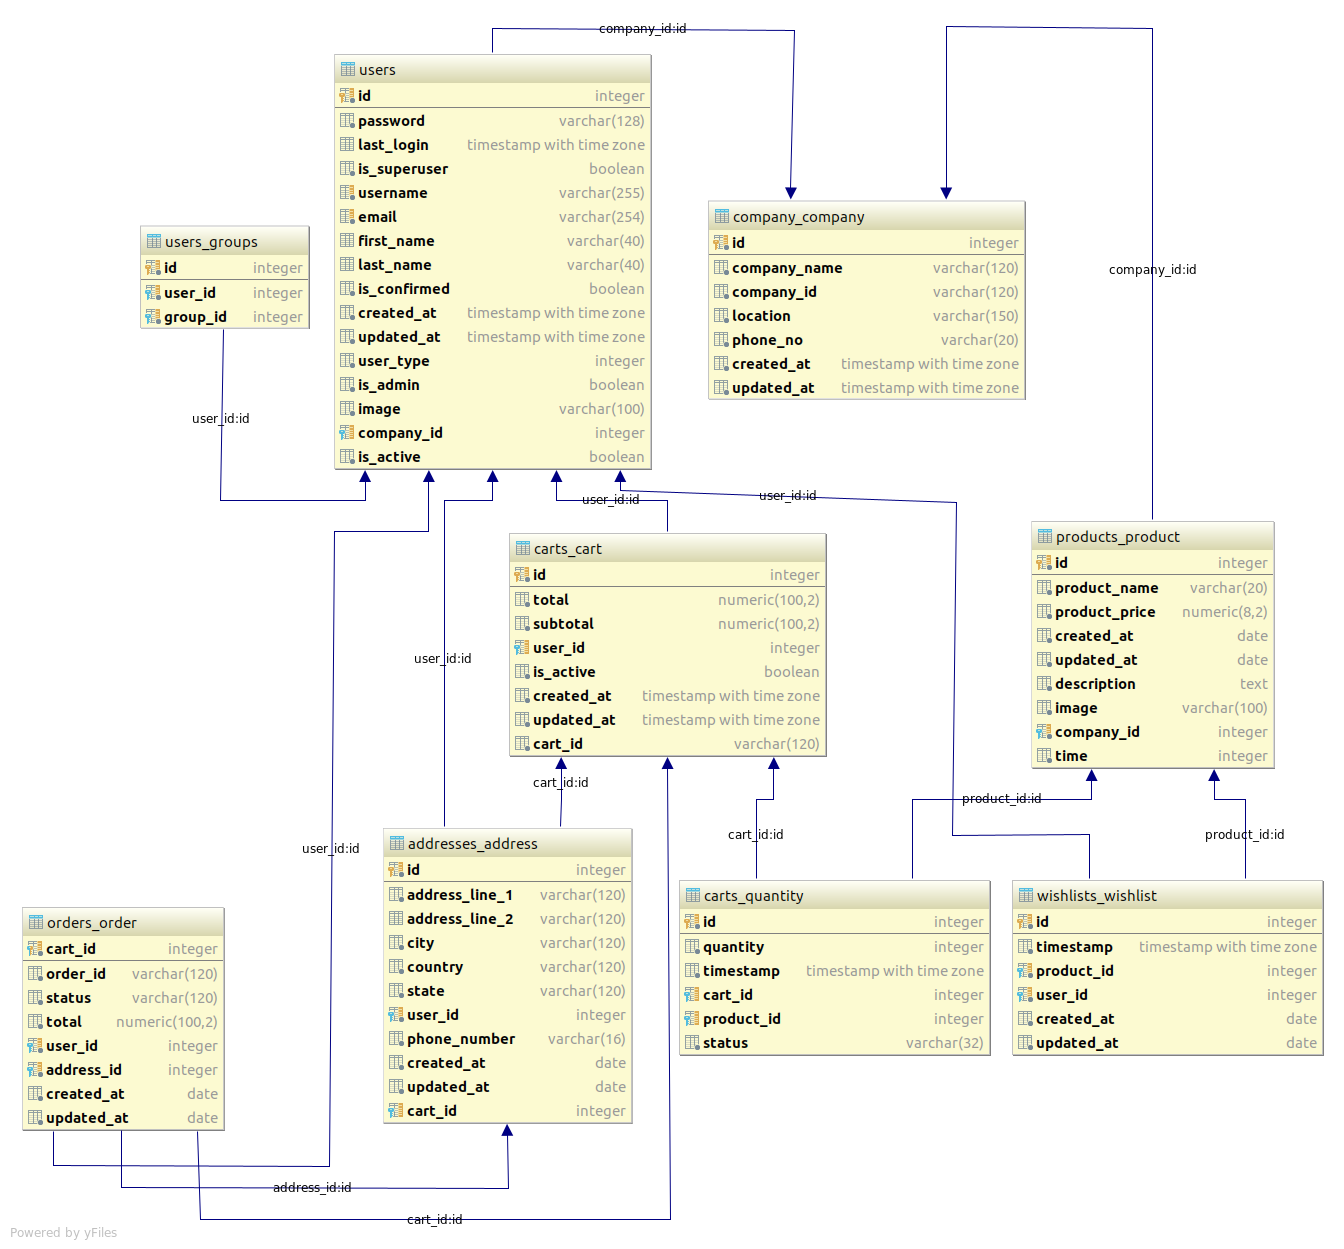 company_id:id
users
id integer
password varchar(128)
last_login timestamp with time zone
is_superuser boolean
username varchar(255)
email varchar(254)
first_name varchar(40)
last_name varchar(40)
is_confirmed boolean
created_at timestamp with time zone
updated_at timestamp with time zone
user_type integer
is_admin boolean
image varchar(100)
company_id integer
is_active boolean
company_company
id integer
company_name varchar(120)
company_id varchar(120)
location varchar(150)
phone_no varchar(20)
created_at timestamp with time zone
updated_at timestamp with time zone
company_id:id
users_groups
id integer
user_id integer
group_id integer
user_id:id
user_id:id
user_id:id
carts_cart
id integer
total numeric(100,2)
subtotal numeric(100,2)
user_id integer
is_active boolean
created_at timestamp with time zone
updated_at timestamp with time zone
cart_id varchar(120)
products_product
id integer
product_name varchar(20)
product_price numeric(8,2)
created_at date
updated_at date
description text
image varchar(100)
company_id integer
time integer
user_id:id
cart_id:id
product_id:id
cart_id:id
product_id:id
user_id:id
addresses_address
id integer
address_line_1 varchar(120)
address_line_2 varchar(120)
city varchar(120)
country varchar(120)
state varchar(120)
user_id integer
phone_number varchar(16)
created_at date
updated_at date
cart_id integer
carts_quantity
id integer
quantity integer
timestamp timestamp with time zone
cart_id integer
product_id integer
status varchar(32)
wishlists_wishlist
id integer
timestamp timestamp with time zone
product_id integer
user_id integer
created_at date
updated_at date
orders_order
cart_id integer
order_id varchar(120)
status varchar(120)
total numeric(100,2)
user_id integer
address_id integer
created_at date
updated_at date
address_id:id
cart_id:id
Powered by yFiles